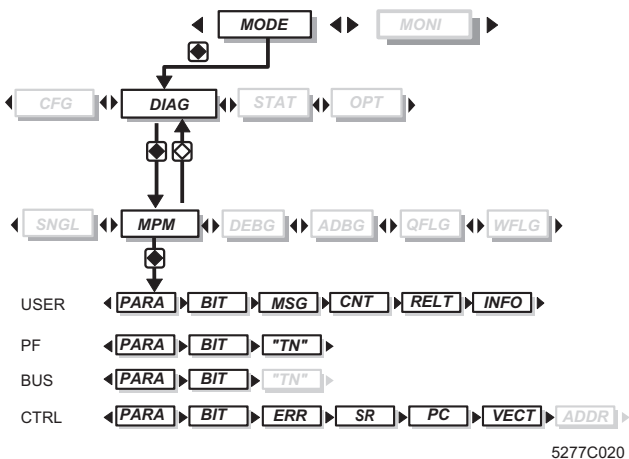 MODE MONI
CFG DIAG STAT OPT
SNGL MPM DEBG ADBG QFLG WFLG
USER PARA BIT MSG CNT RELT INFO
PF PARA BIT "TN"
BUS PARA BIT "TN"
CTRL PARA BIT ERR SR PC VECT ADDR
5277C020